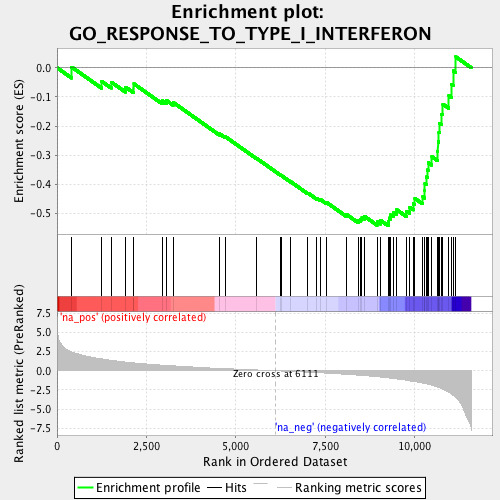 Enrichment plot:
GO_RESPONSE_TO_TYPE_I_INTERFERON
Enrichment score (ES)
0.0
-0.1
-0.2
-0.3
-0.4
-0.5
'na_pos' (positively correlated)
Ranked list metric (PreRanked)
7.5
5.0
2.5
0.0
-2.5
-5.0
-7.5
Zero cross at 6111
'na_neg' (negatively correlated)
0
2,500
5,000
7,500
10,000
Rank in Ordered Dataset
Enrichment profile
Hits
Ranking metric scores